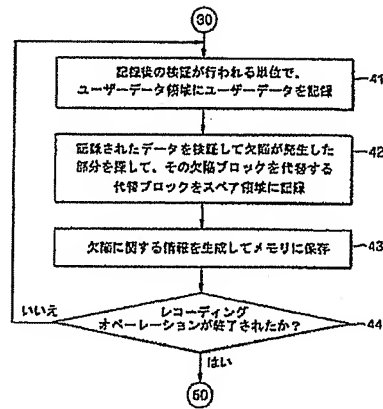 30
記録後の検証が行われる単位で、
ユーザーデータ領域にユーザーデータを記録
41
記録されたデータを検証して欠陥が発生した
部分を探して、その欠陥ブロックを代替する
代替ブロックをスペア領域に記録
42
欠陥に関する情報を生成してメモリに保存
43
レコーディング
オペレーションが終了されたか？
44
いいえ
はい
50